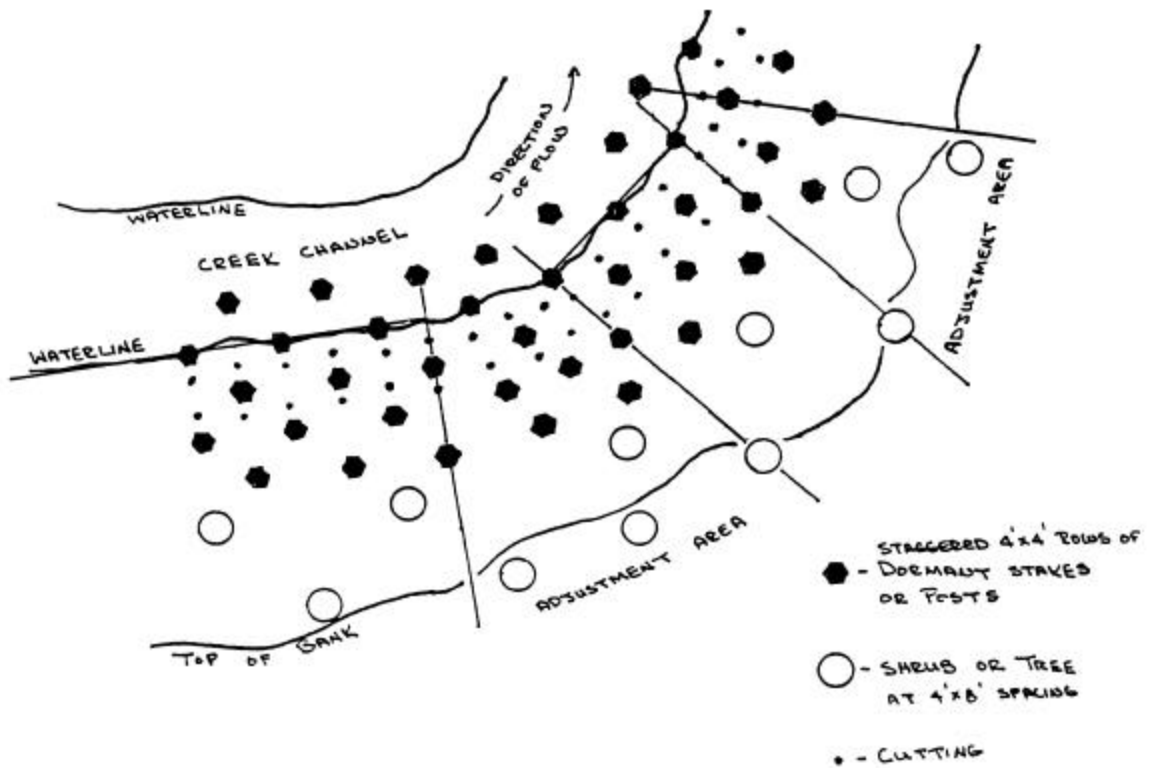 DIRECTION
OF FLOW
WATERLINE
CREEK CHANNEL
WATERLINE
ADJUSTMENT AREA
ADJUSTMENT AREA
TOP OF BANK
STAGGERED 4'x4' ROWS OF
- DORMANT STAKES
OR POSTS
- SHRUB OR TREE
AT 4'x8' SPACING
- CUTTING